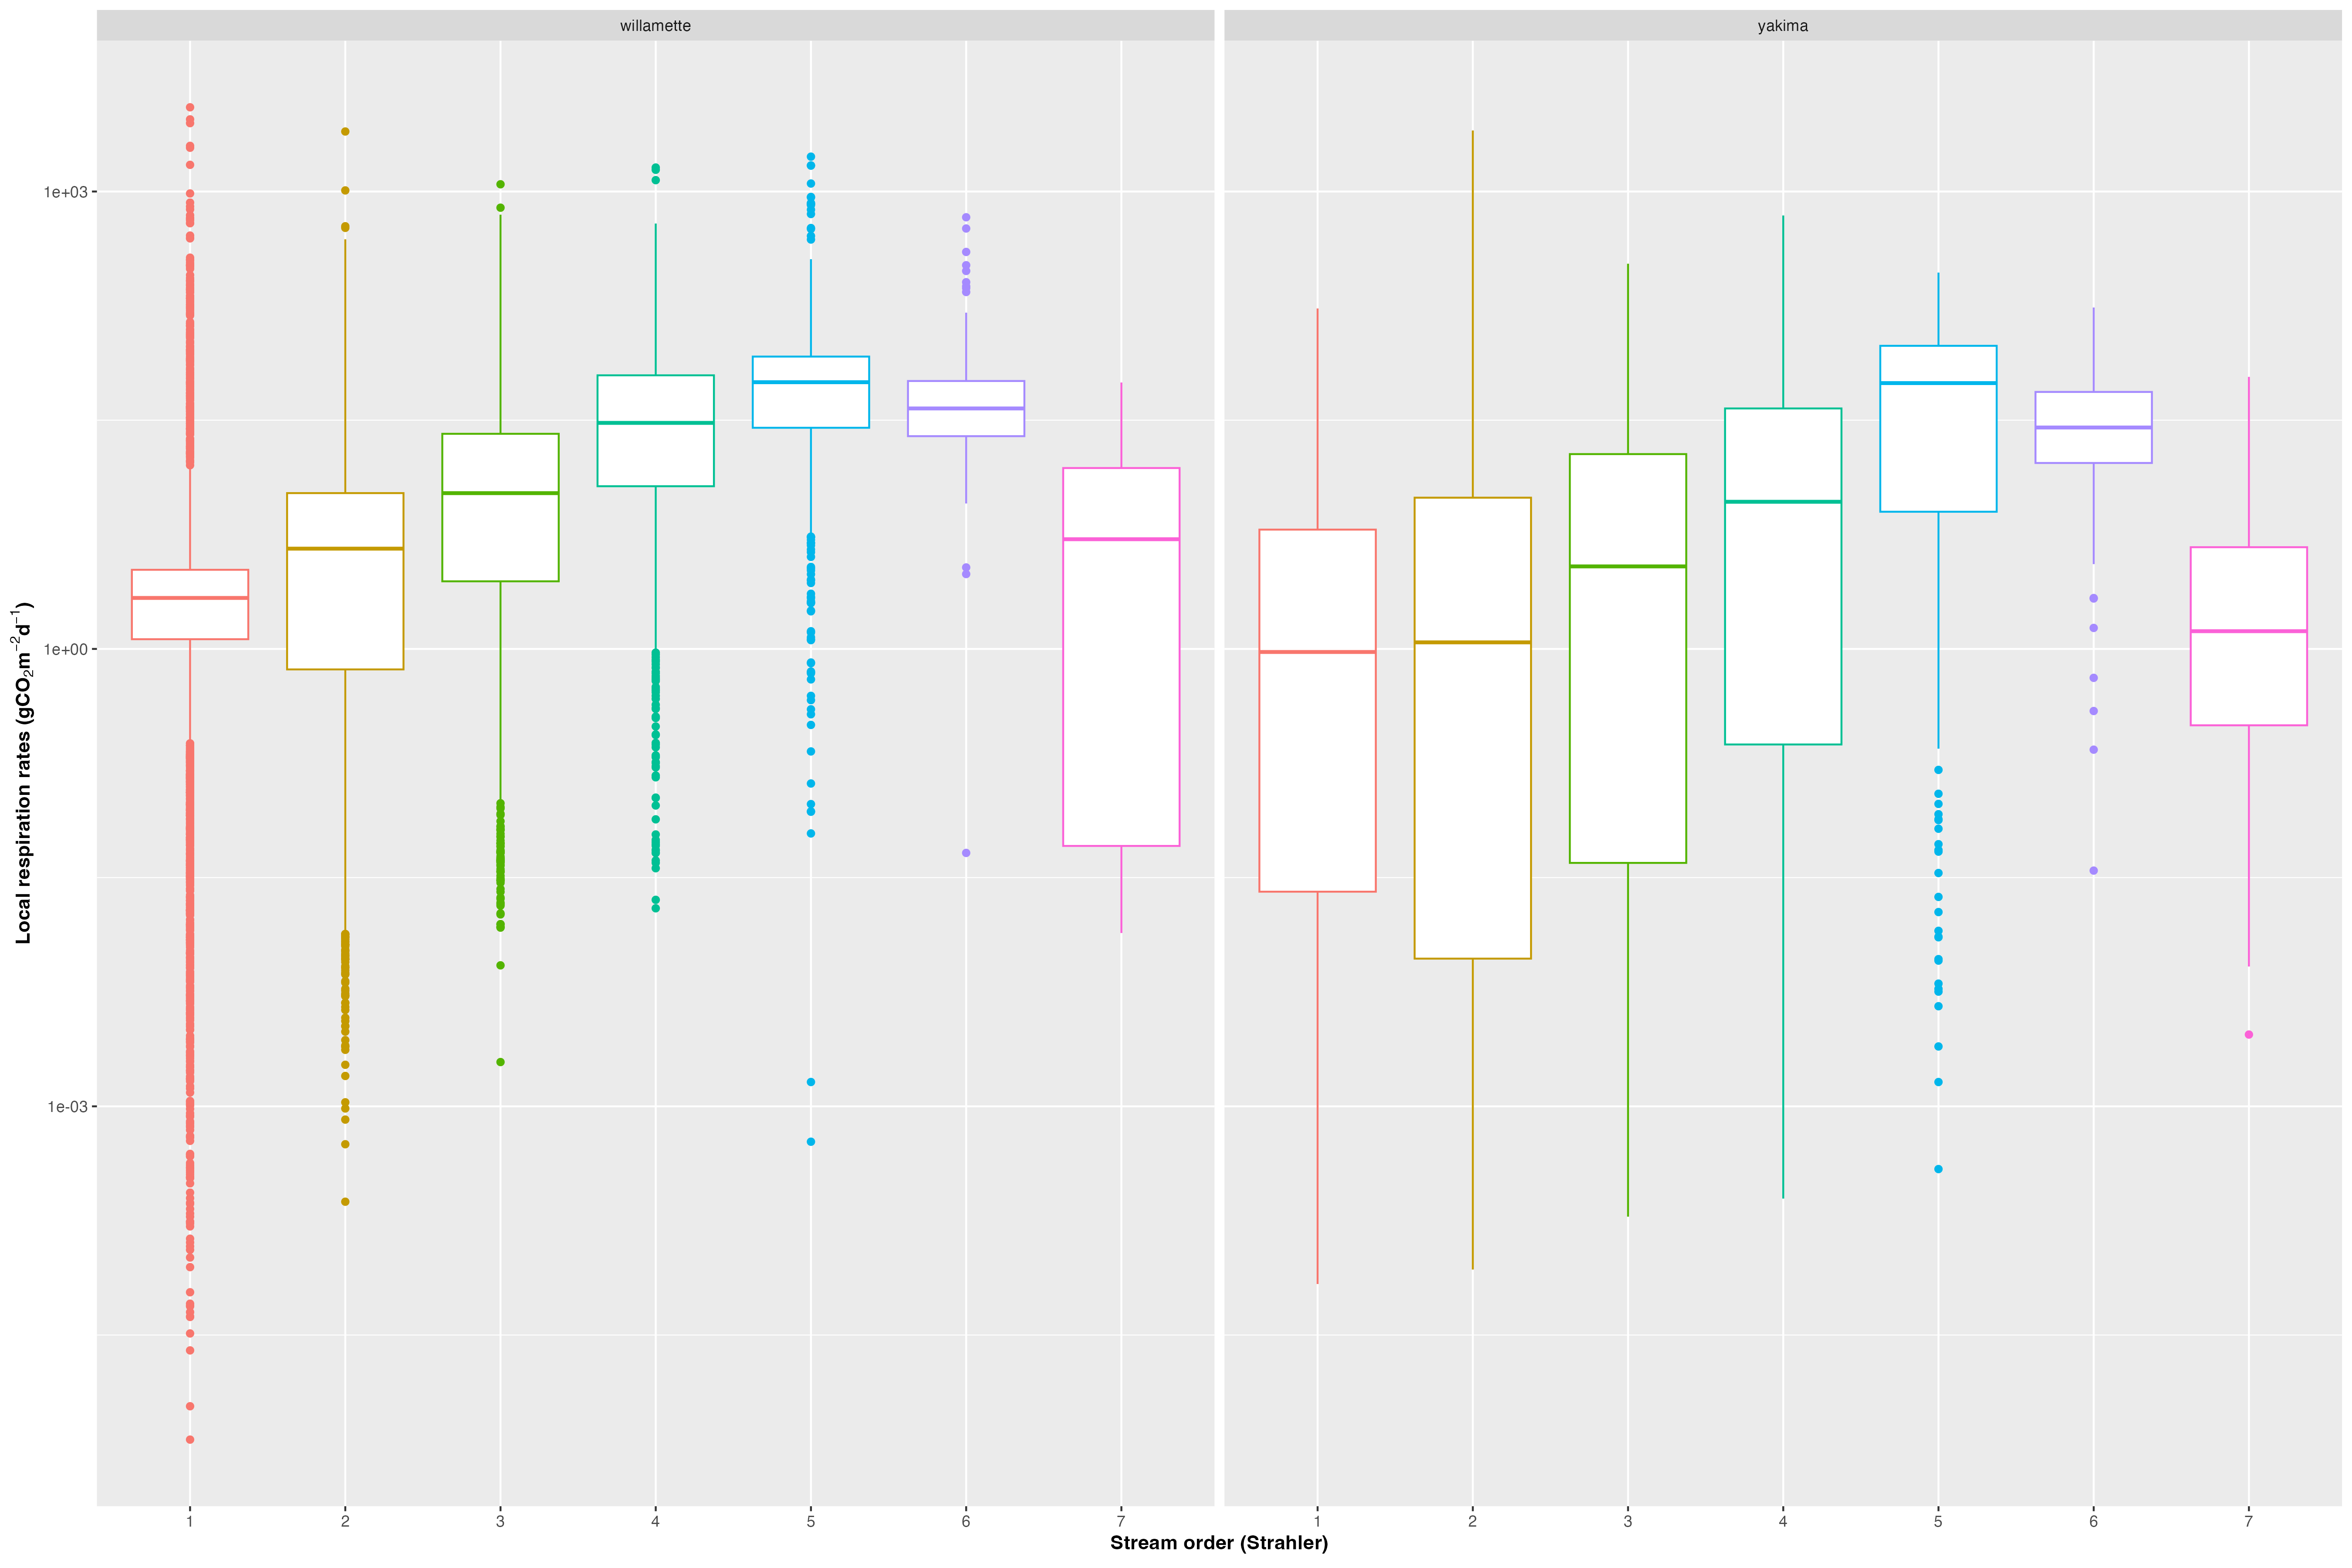 willamette
yakima
Local respiration rates (gCO₂m⁻²d⁻¹)
1e+03
1e+00
1e-03
1 2 3 4 5 6 7
1 2 3 4 5 6 7
Stream order (Strahler)